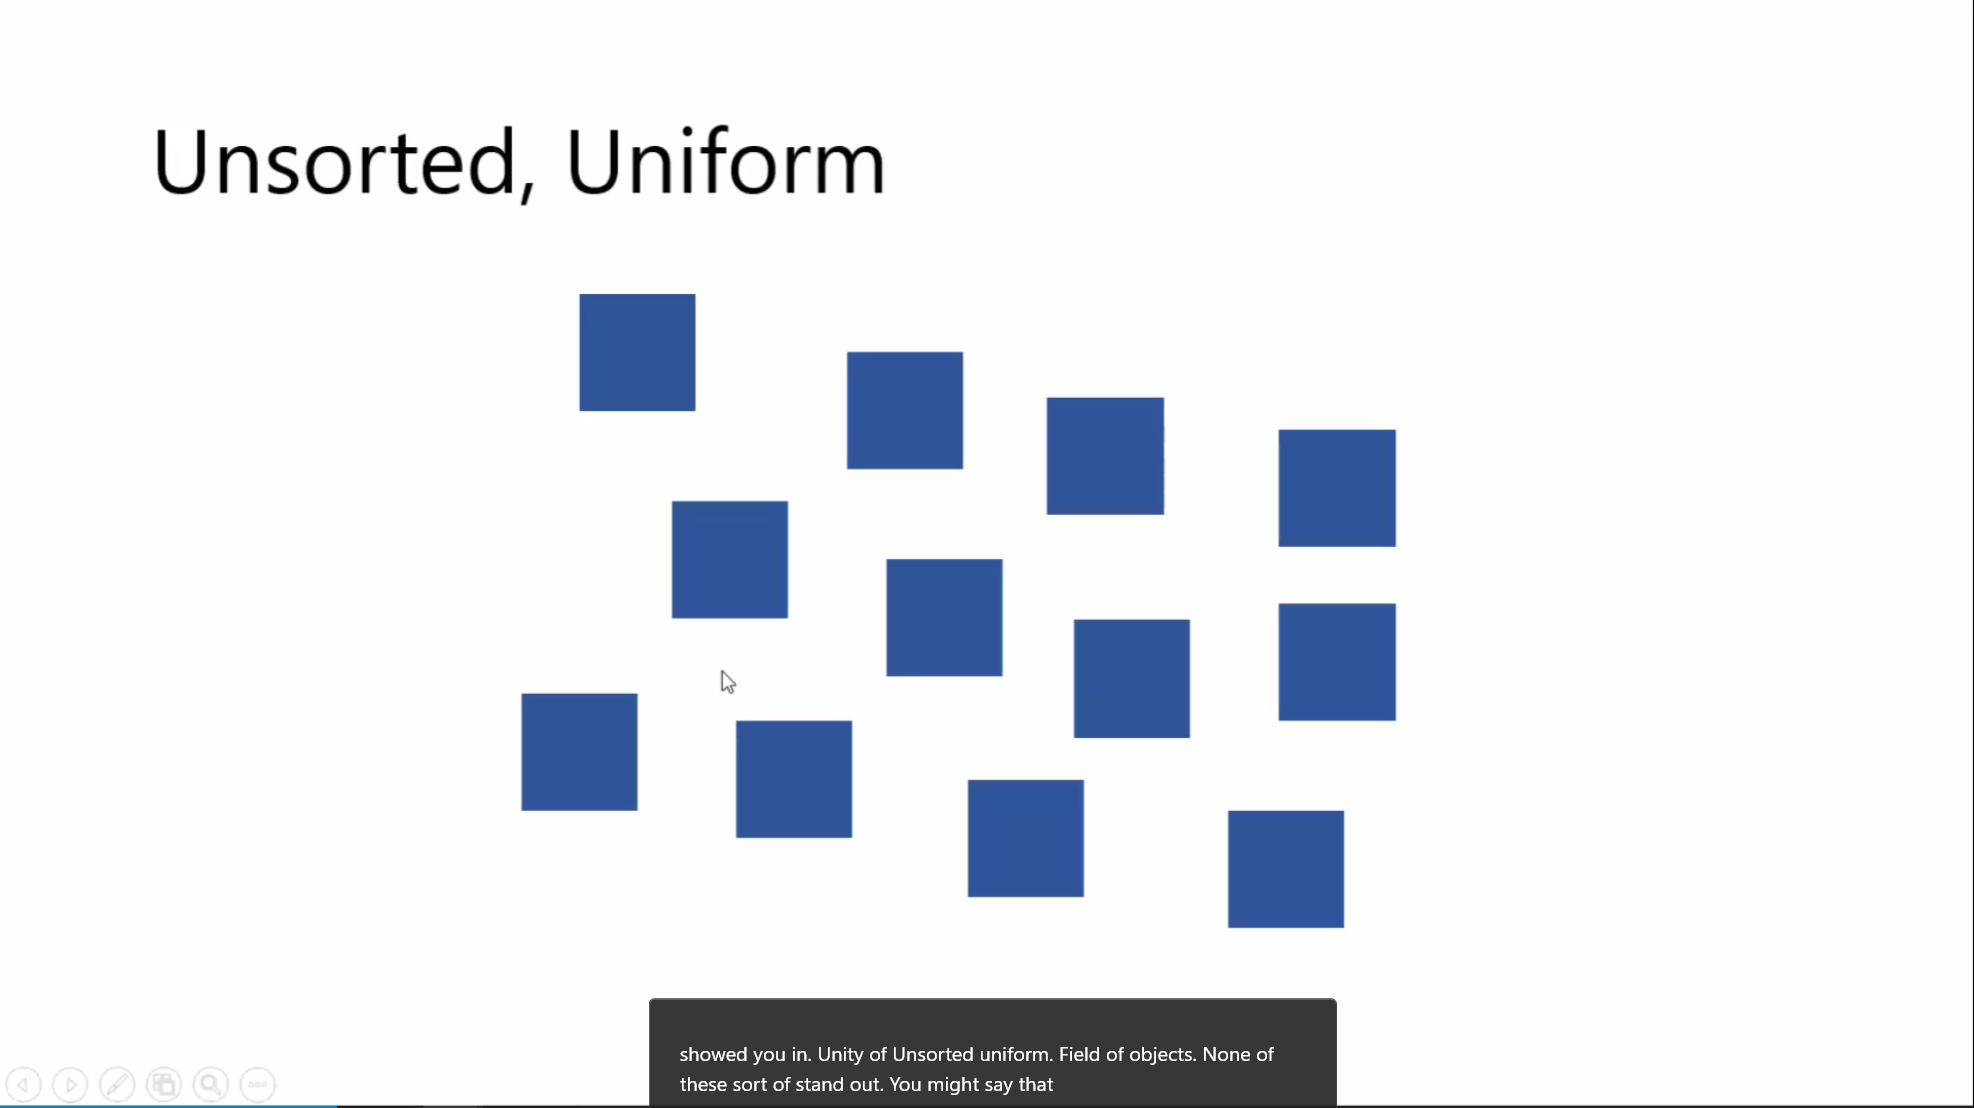 Unsorted, Uniform
showed you in. Unity of Unsorted uniform. Field of objects. None of
these sort of stand out. You might say that